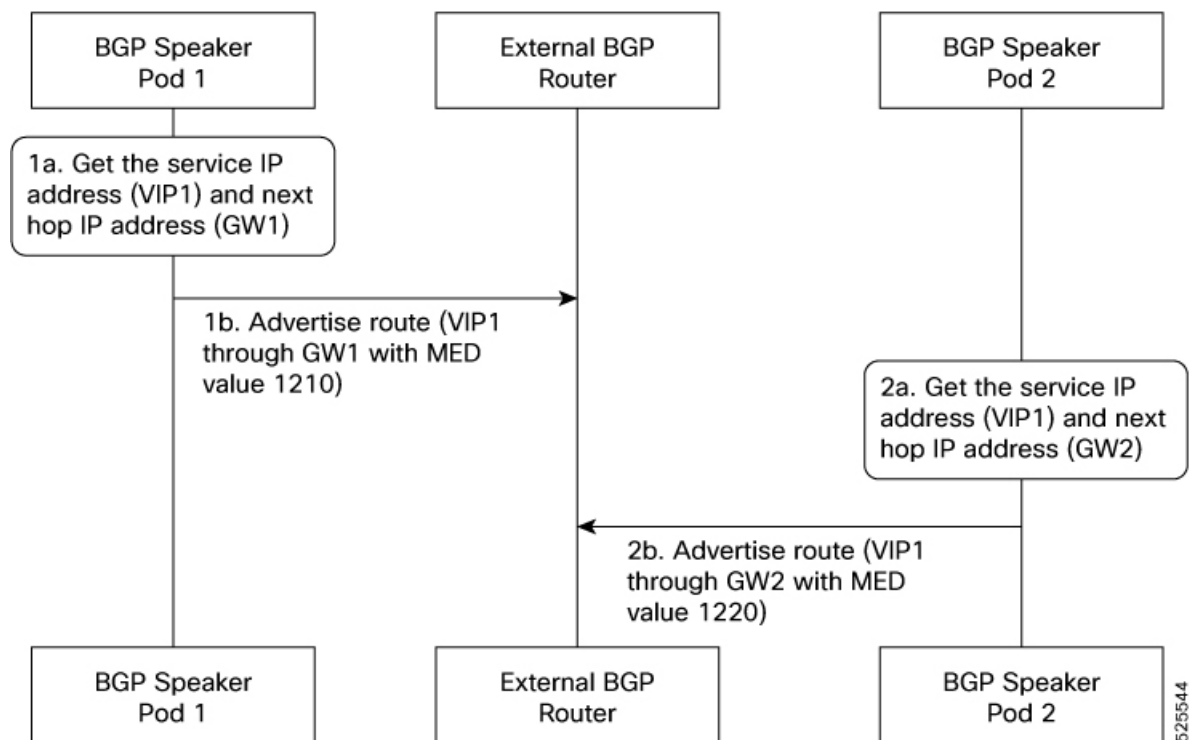 BGP Speaker
Pod 1
External BGP
Router
BGP Speaker
Pod 2
1a. Get the service IP
address (VIP1) and next
hop IP address (GW1)
1b. Advertise route (VIP1
through GW1 with MED
value 1210)
2a. Get the service IP
address (VIP1) and next
hop IP address (GW2)
2b. Advertise route (VIP1
through GW2 with MED
value 1220)
BGP Speaker
Pod 1
External BGP
Router
BGP Speaker
Pod 2
525544